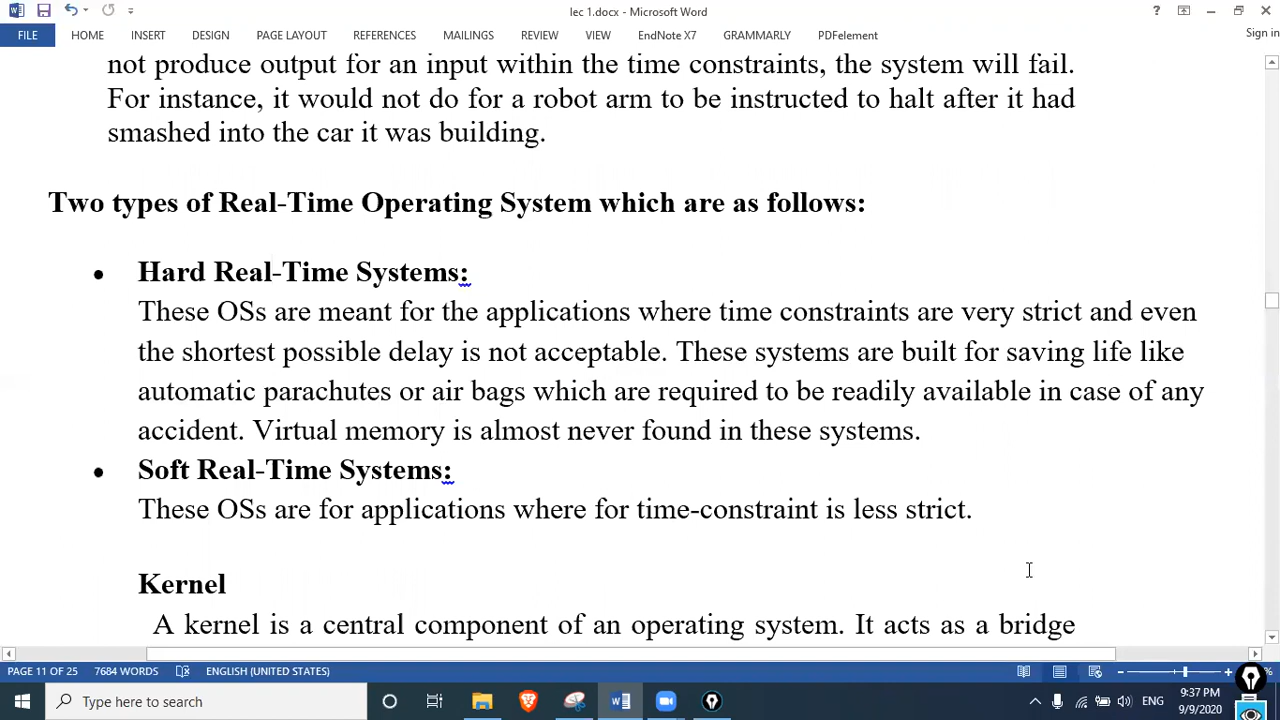 lec 1.docx - Microsoft Word
Sign in
FILE HOME INSERT DESIGN PAGE LAYOUT REFERENCES MAILINGS REVIEW VIEW EndNote X7 GRAMMARLY PDFelement
not produce output for an input within the time constraints, the system will fail.
For instance, it would not do for a robot arm to be instructed to halt after it had
smashed into the car it was building.
Two types of Real-Time Operating System which are as follows:
• Hard Real-Time Systems:
These OSs are meant for the applications where time constraints are very strict and even
the shortest possible delay is not acceptable. These systems are built for saving life like
automatic parachutes or air bags which are required to be readily available in case of any
accident. Virtual memory is almost never found in these systems.
• Soft Real-Time Systems:
These OSs are for applications where for time-constraint is less strict.
Kernel
A kernel is a central component of an operating system. It acts as a bridge
PAGE 11 OF 25 7684 WORDS ENGLISH (UNITED STATES)
Type here to search
ENG
9:37 PM
9/9/2020